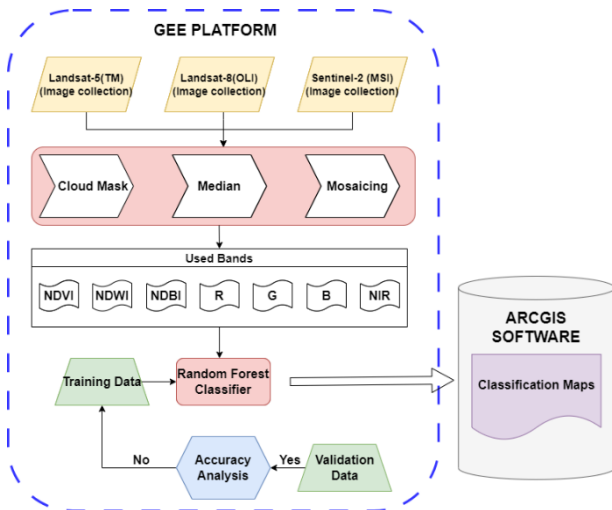 GEE PLATFORM
Landsat-5(TM)
(Image collection)
Landsat-8(OLI)
(Image collection)
Sentinel-2 (MSI)
(Image collection)
Cloud Mask
Median
Mosaicing
Used Bands
NDVI
NDWI
NDBI
R
G
B
NIR
Training Data
Random Forest
Classifier
No
Accuracy
Analysis
Yes
Validation
Data
ARCGIS
SOFTWARE
Classification Maps